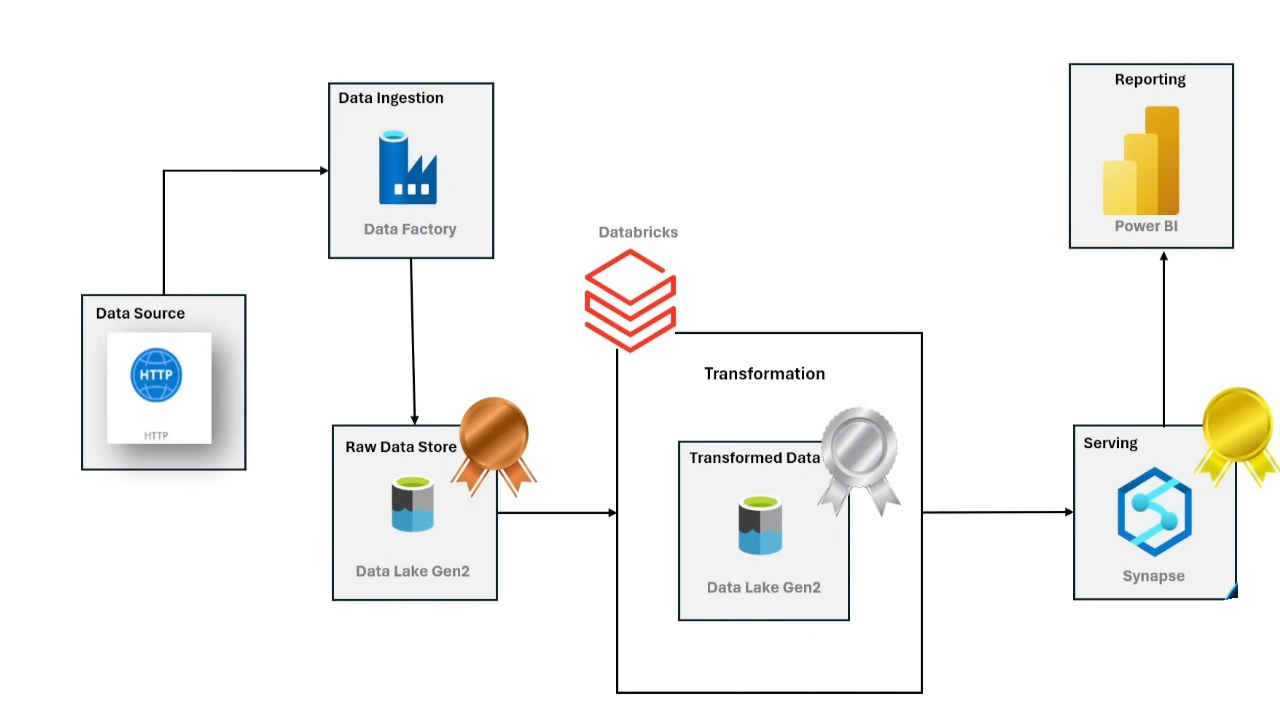 Data Source
HTTP
HTTP
Data Ingestion
Data Factory
Raw Data Store
Data Lake Gen2
Databricks
Transformation
Transformed Data
Data Lake Gen2
Serving
Synapse
Reporting
Power BI